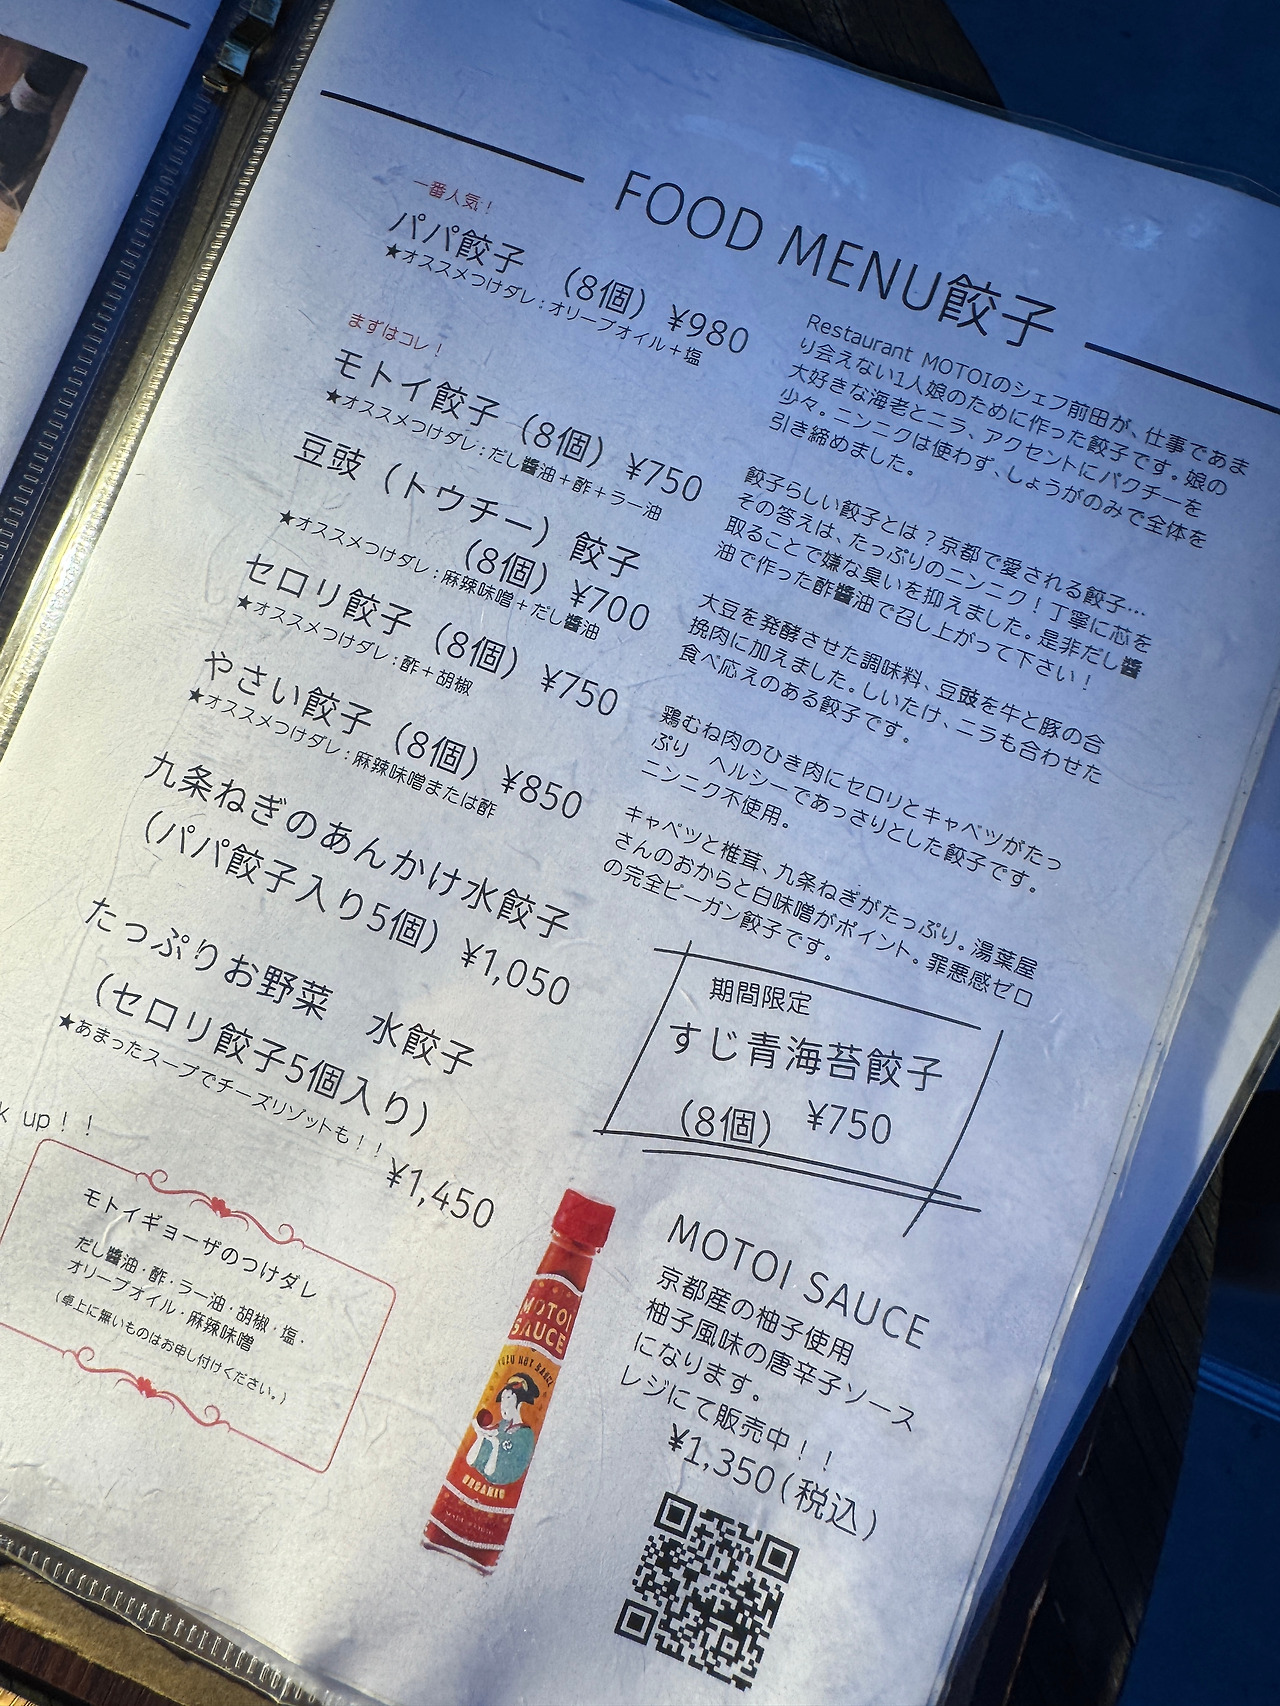 FOOD MENU餃子
一番人気！
パパ餃子 （8個）¥980
★オススメつけダレ：オリーブオイル＋塩
Restaurant MOTOIのシェフ前田が、仕事であま
り会えない1人娘のために作った餃子です。娘の
大好きな海老とニラ、アクセントにパクチーを
少々。ニンニクは使わず、しょうがのみで全体を
引き締めました。
まずはコレ！
モトイ餃子（8個）¥750
★オススメつけダレ：だし醬油＋酢＋ラー油
餃子らしい餃子とは？京都で愛される餃子…
その答えは、たっぷりのニンニク！丁寧に芯を
取ることで嫌な臭いを抑えました。是非だし醬
油で作った酢醬油で召し上がって下さい！
豆豉（トウチー）餃子
（8個）¥700
★オススメつけダレ：麻辣味噌＋だし醬油
大豆を発酵させた調味料、豆豉を牛と豚の合
挽肉に加えました。しいたけ、ニラも合わせた
食べ応えのある餃子です。
セロリ餃子（8個）¥750
★オススメつけダレ：酢＋胡椒
鶏むね肉のひき肉にセロリとキャベツがたっ
ぷり ヘルシーであっさりとした餃子です。
ニンニク不使用。
やさい餃子（8個）¥850
★オススメつけダレ：麻辣味噌または酢
キャベツと椎茸、九条ねぎがたっぷり。湯葉屋
さんのおからと白味噌がポイント。罪悪感ゼロ
の完全ビーガン餃子です。
九条ねぎのあんかけ水餃子
（パパ餃子入り5個）¥1,050
たっぷりお野菜 水餃子
（セロリ餃子5個入り）
★あまったスープでチーズリゾットも！！
¥1,450
期間限定
すじ青海苔餃子
（8個） ¥750
k up！！
モトイギョーザのつけダレ
だし醬油・酢・ラー油・胡椒・塩・
オリーブオイル・麻辣味噌
（卓上に無いものはお申し付けください。）
MOTOI
SAUCE
YUZU HOT SAUCE
ORGANIC
MOTOI SAUCE
京都産の柚子使用
柚子風味の唐辛子ソース
になります。
レジにて販売中！！
¥1,350（税込）